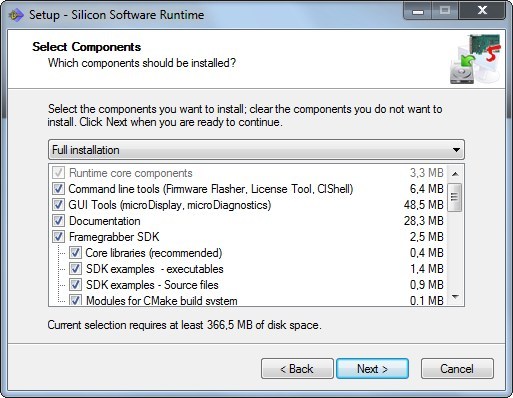 Setup - Silicon Software Runtime
Select Components
Which components should be installed?
Select the components you want to install; clear the components you do not want to
install. Click Next when you are ready to continue.
Full installation
Runtime core components 3,3 MB
Command line tools (Firmware Flasher, License Tool, ClShell) 6,4 MB
GUI Tools (microDisplay, microDiagnostics) 48,5 MB
Documentation 28,3 MB
Framegrabber SDK 2,5 MB
Core libraries (recommended) 0,4 MB
SDK examples - executables 1,4 MB
SDK examples - Source files 0,9 MB
Modules for CMake build system 0,1 MB
Current selection requires at least 366,5 MB of disk space.
< Back
Next >
Cancel